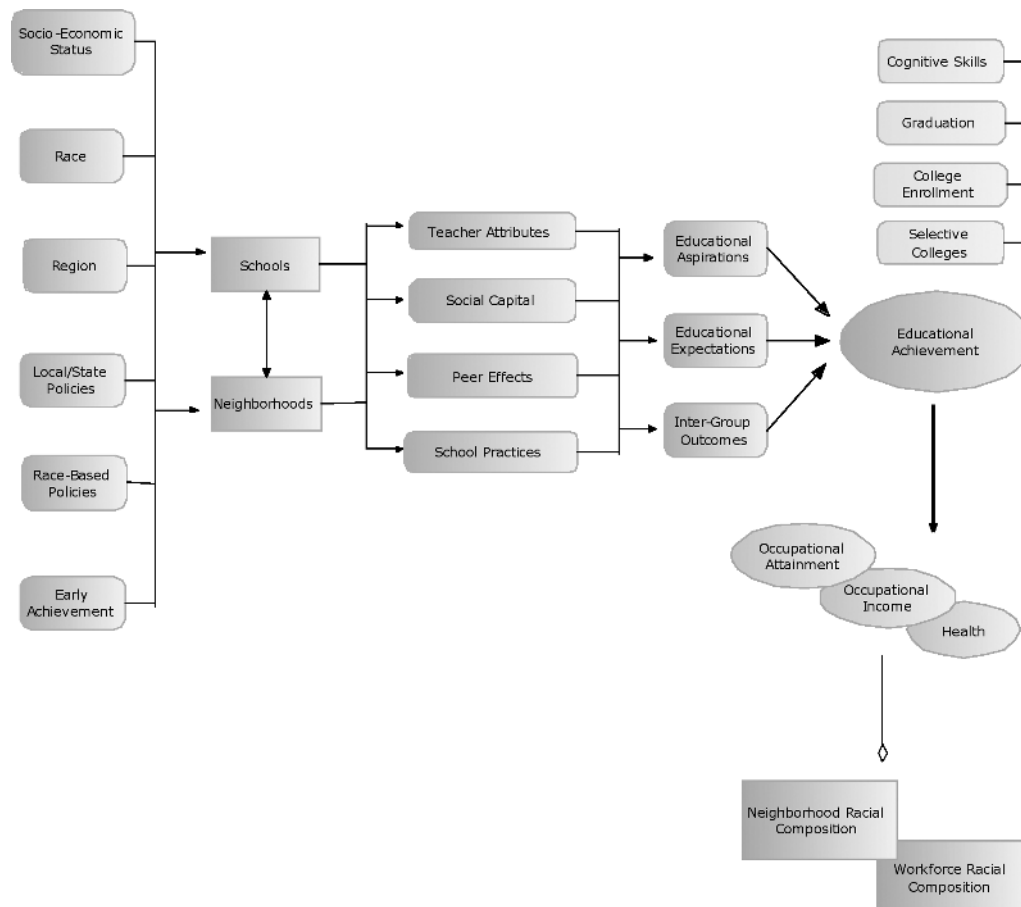 Socio-Economic
Status
Race
Region
Local/State
Policies
Race-Based
Policies
Early
Achievement
Schools
Neighborhoods
Teacher Attributes
Social Capital
Peer Effects
School Practices
Educational
Aspirations
Educational
Expectations
Inter-Group
Outcomes
Cognitive Skills
Graduation
College
Enrollment
Selective
Colleges
Educational
Achievement
Occupational
Attainment
Occupational
Income
Health
Neighborhood Racial
Composition
Workforce Racial
Composition